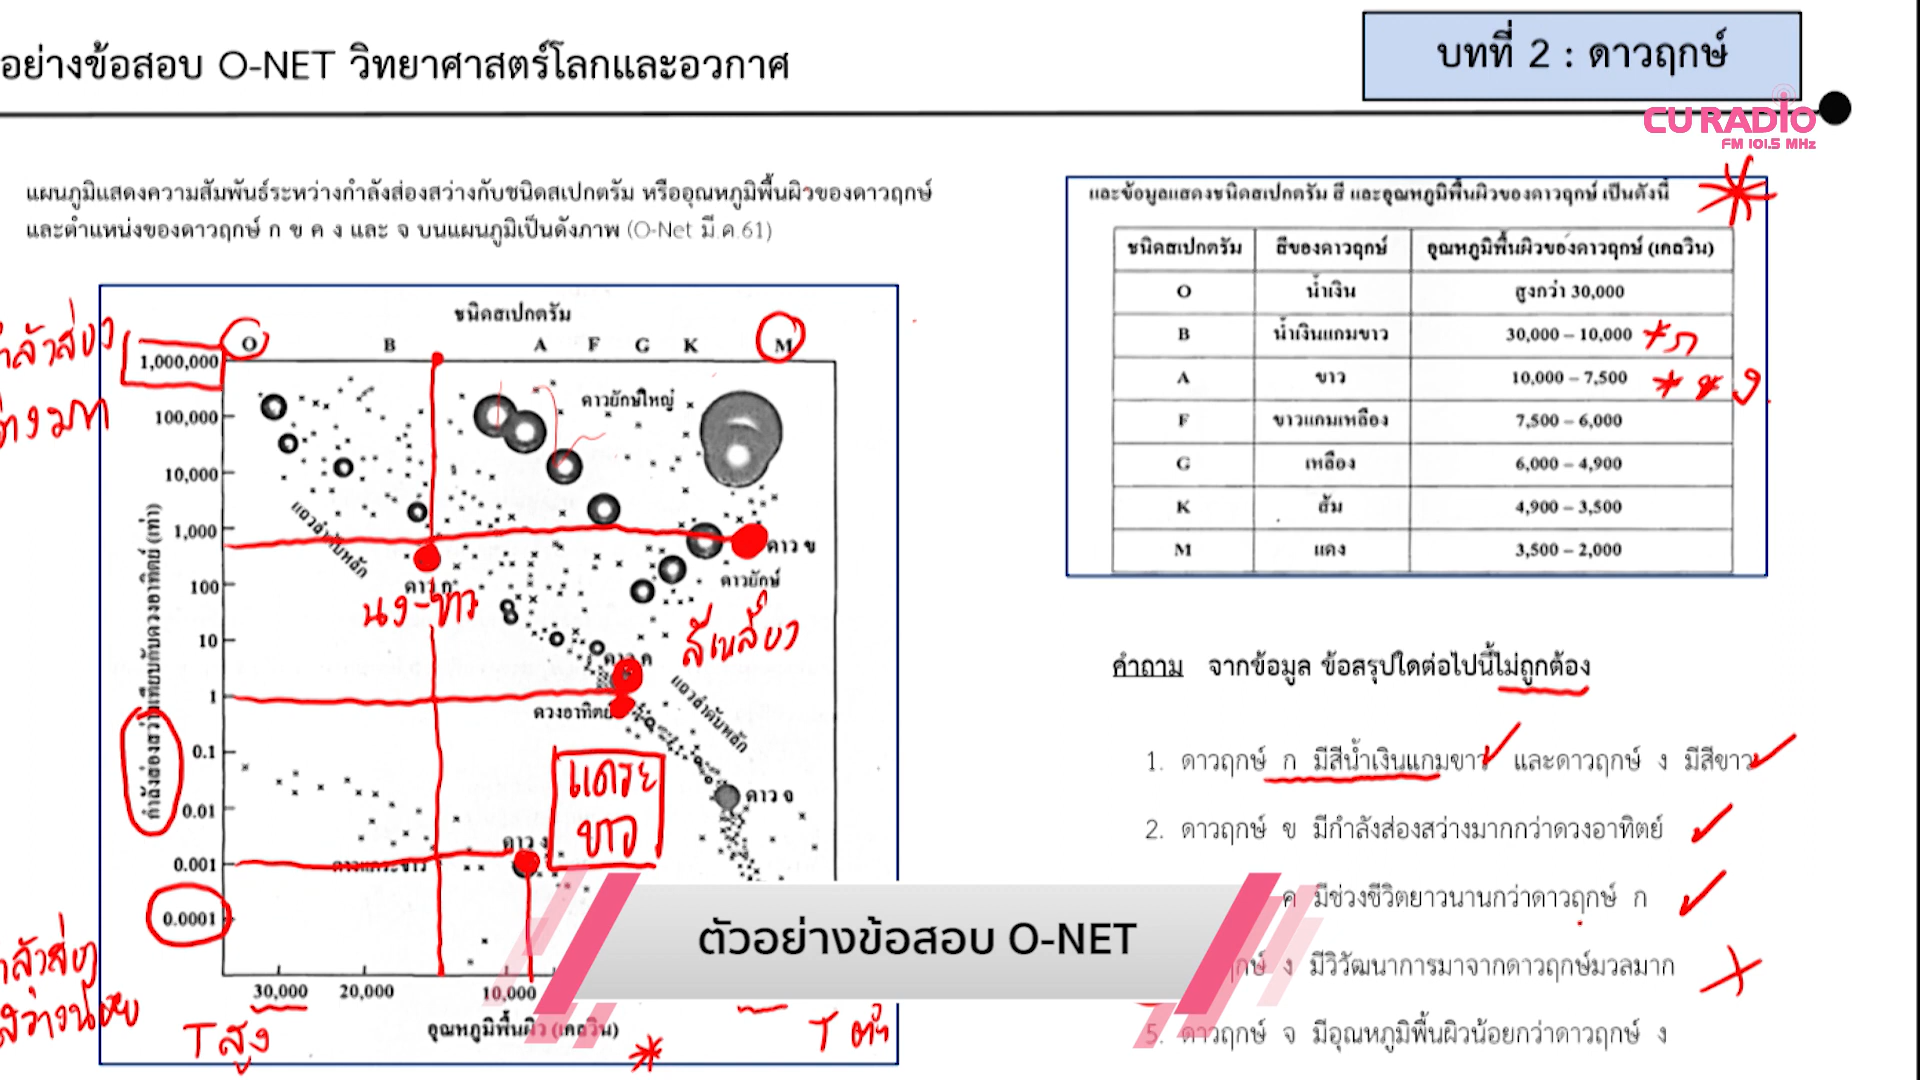 อย่างข้อสอบ O-NET วิทยาศาสตร์โลกและอวกาศ
บทที่ 2 : ดาวฤกษ์
CU RADIO
FM 101.5 MHz
แผนภูมิแสดงความสัมพันธ์ระหว่างกำลังส่องสว่างกับชนิดสเปกตรัม หรืออุณหภูมิพื้นผิวของดาวฤกษ์
และตำแหน่งของดาวฤกษ์ ก ข ค ง และ จ บนแผนภูมิเป็นดังภาพ (O-Net มี.ค.61)
ชนิดสเปกตรัม
O B A F G K M
1,000,000
100,000
10,000
1,000
100
10
1
0.1
0.01
0.001
0.0001
ดาวยักษ์ใหญ่
แถวลำดับหลัก
ดาว ข
ดาวยักษ์
ดาว ก
นง-ขาว
สีเหลือง
ดาว ค
แถวลำดับหลัก
ดวงอาทิตย์
แคระ
ขาว
ดาว จ
ดาว ง
ดาวแคระขาว
30,000 20,000 10,000
อุณหภูมิพื้นผิว (เคลวิน)
T สูง
T ต่ำ
และข้อมูลแสดงชนิดสเปกตรัม สี และอุณหภูมิพื้นผิวของดาวฤกษ์ เป็นดังนี้
ชนิดสเปกตรัม สีของดาวฤกษ์ อุณหภูมิพื้นผิวของดาวฤกษ์ (เคลวิน)
O น้ำเงิน สูงกว่า 30,000
B น้ำเงินแกมขาว 30,000 – 10,000 ก
A ขาว 10,000 – 7,500 ง
F ขาวแกมเหลือง 7,500 – 6,000
G เหลือง 6,000 – 4,900
K ส้ม 4,900 – 3,500
M แดง 3,500 – 2,000
คำถาม จากข้อมูล ข้อสรุปใดต่อไปนี้ไม่ถูกต้อง
1. ดาวฤกษ์ ก มีสีน้ำเงินแกมขาว และดาวฤกษ์ ง มีสีขาว
2. ดาวฤกษ์ ข มีกำลังส่องสว่างมากกว่าดวงอาทิตย์
ค มีช่วงชีวิตยาวนานกว่าดาวฤกษ์ ก
ง มีวิวัฒนาการมาจากดาวฤกษ์มวลมาก
5. ดาวฤกษ์ จ มีอุณหภูมิพื้นผิวน้อยกว่าดาวฤกษ์ ง
ตัวอย่างข้อสอบ O-NET